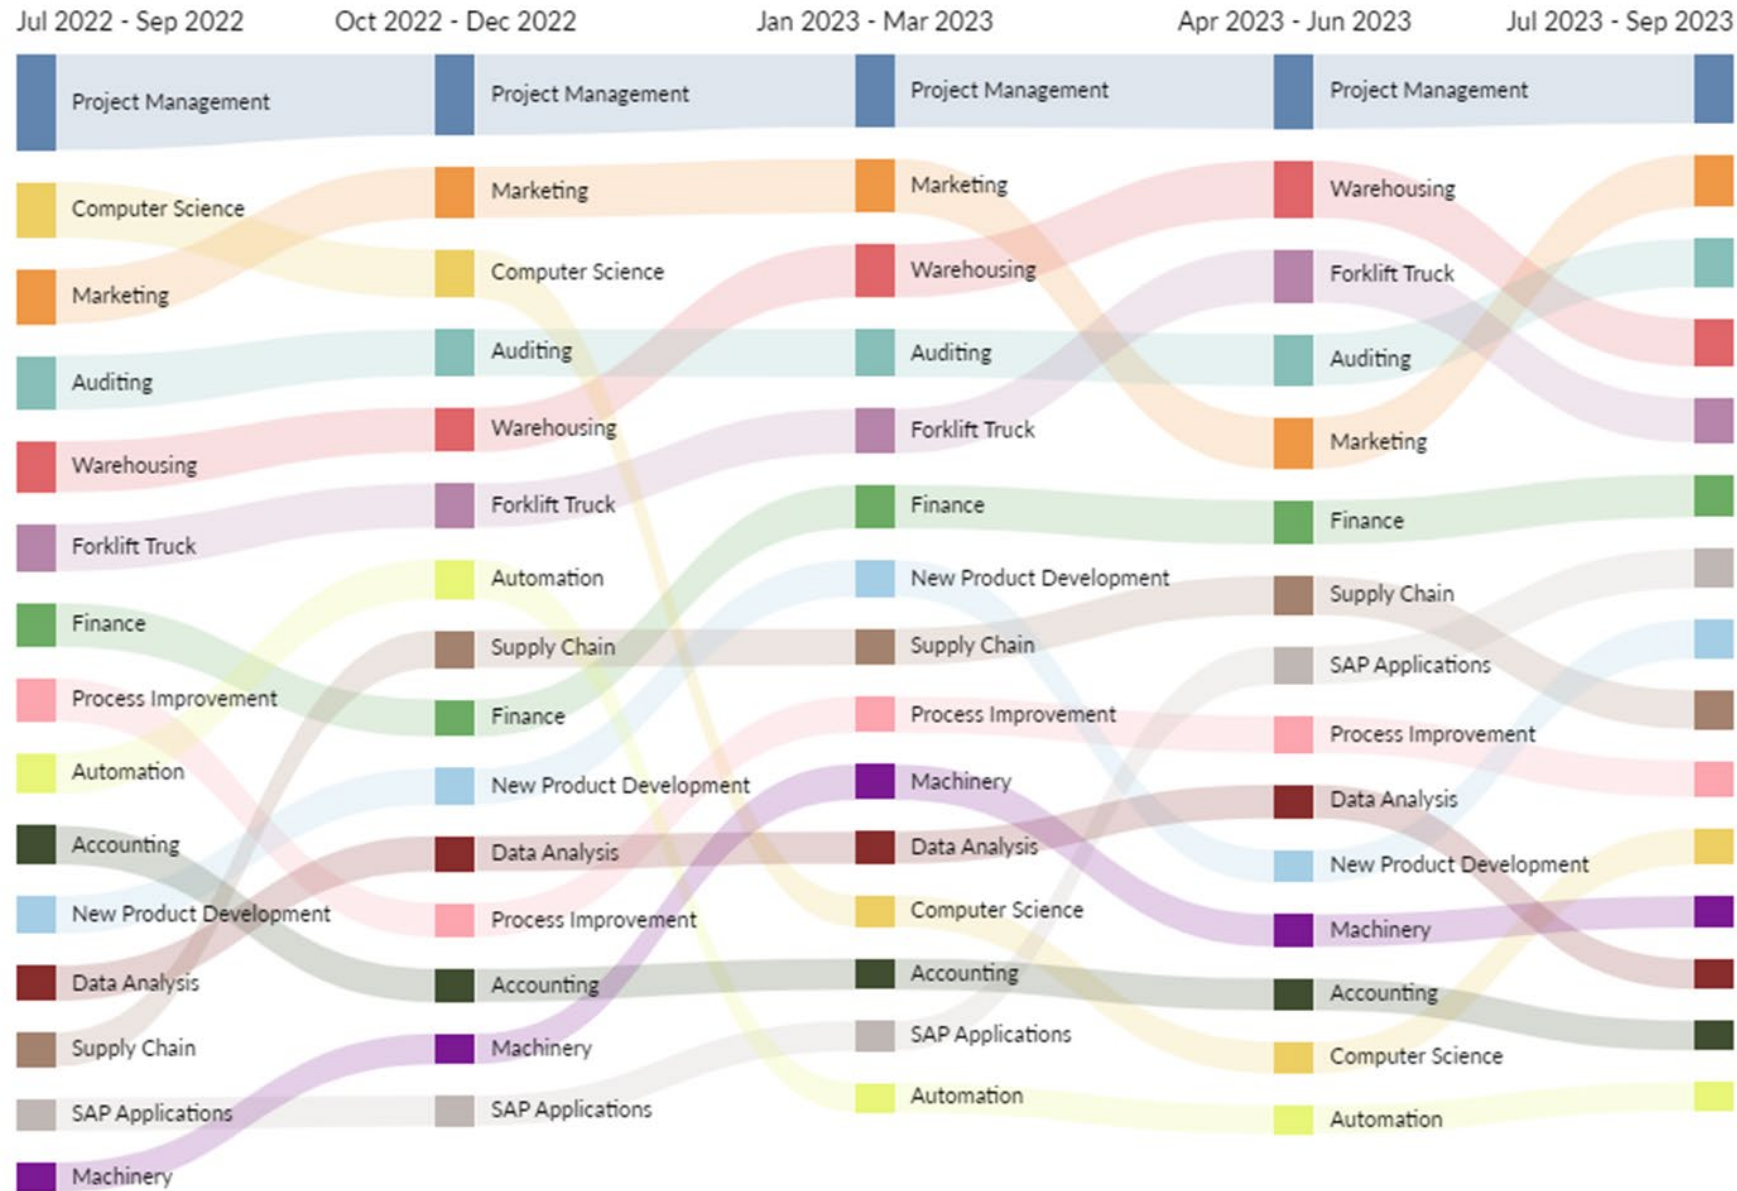 Jul 2022 - Sep 2022
Oct 2022 - Dec 2022
Jan 2023 - Mar 2023
Apr 2023 - Jun 2023
Jul 2023 - Sep 2023
Project Management
Computer Science
Marketing
Auditing
Warehousing
Forklift Truck
Finance
Process Improvement
Automation
Accounting
New Product Development
Data Analysis
Supply Chain
SAP Applications
Machinery
Project Management
Marketing
Computer Science
Auditing
Warehousing
Forklift Truck
Automation
Supply Chain
Finance
New Product Development
Data Analysis
Process Improvement
Accounting
Machinery
SAP Applications
Project Management
Marketing
Warehousing
Auditing
Forklift Truck
Finance
New Product Development
Supply Chain
Process Improvement
Machinery
Data Analysis
Computer Science
Accounting
SAP Applications
Automation
Project Management
Warehousing
Forklift Truck
Auditing
Marketing
Finance
Supply Chain
SAP Applications
Process Improvement
Data Analysis
New Product Development
Machinery
Accounting
Computer Science
Automation